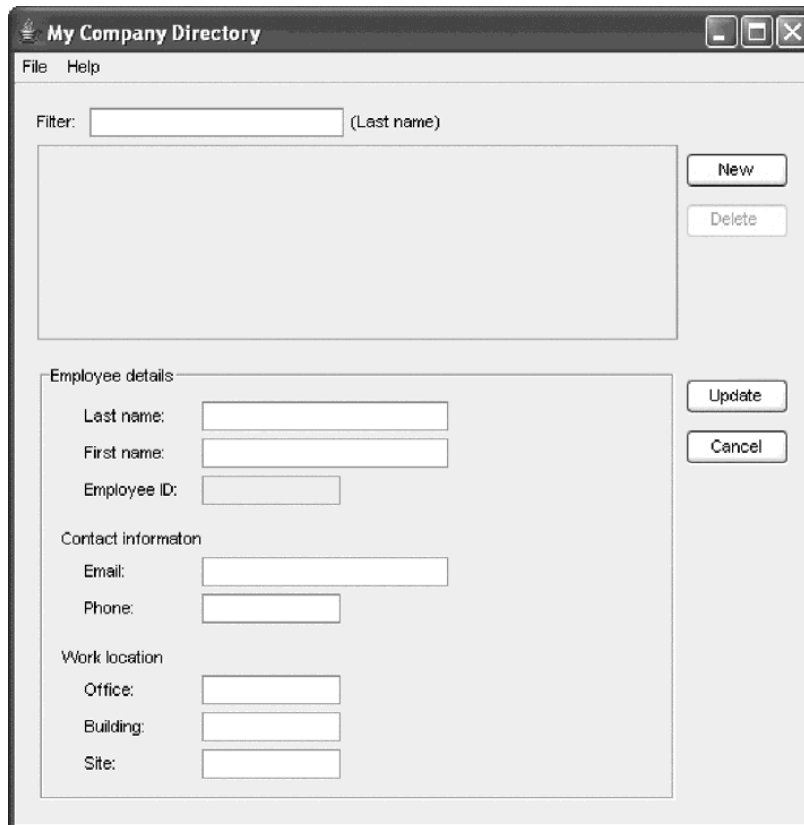 My Company Directory
File Help
Filter: (Last name)
New
Delete
Employee details
Update
Last name:
First name:
Cancel
Employee ID:
Contact informaton
Email:
Phone:
Work location
Office:
Building:
Site: